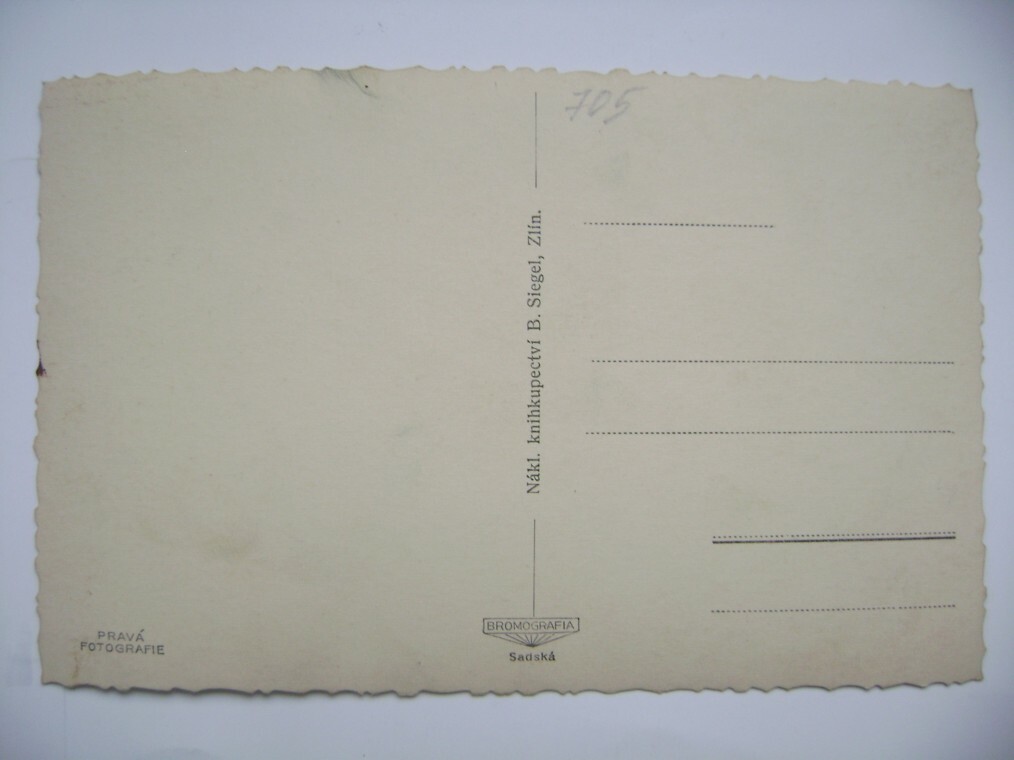 705
Nákl. knihkupectví B. Siegel, Zlín.
PRAVÁ
FOTOGRAFIE
BROMOGRAFIA
Sadská